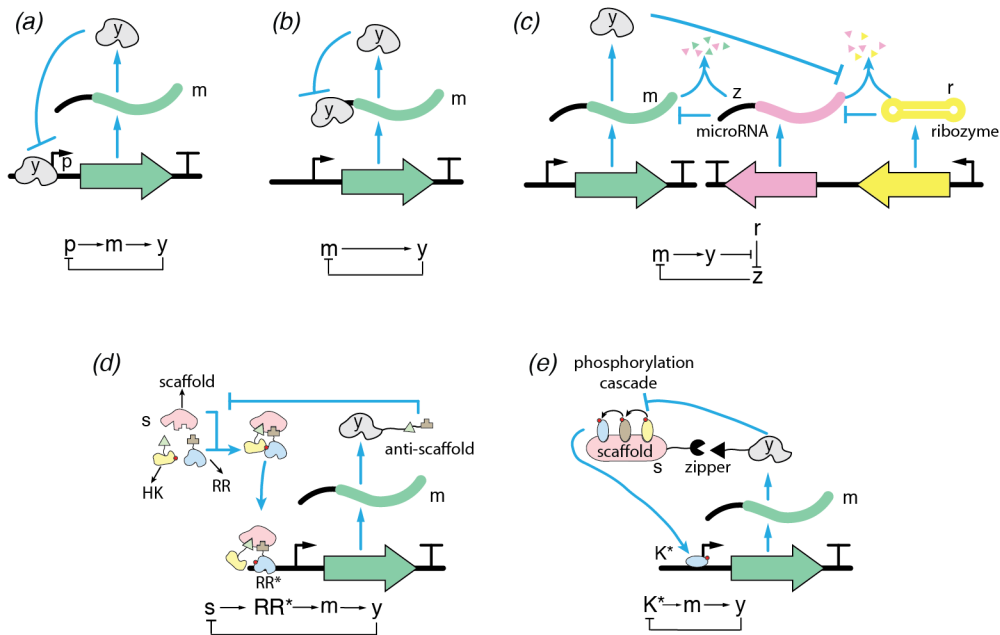 (a)
y
m
y
p
p → m → y
(b)
y
m
y
m → y
(c)
y
m
z
r
microRNA
ribozyme
r
m → y
z
(d)
scaffold
s
y
anti-scaffold
HK
RR
m
RR*
s → RR* → m → y
(e)
phosphorylation
cascade
scaffold
s
zipper
y
m
K*
K* → m → y